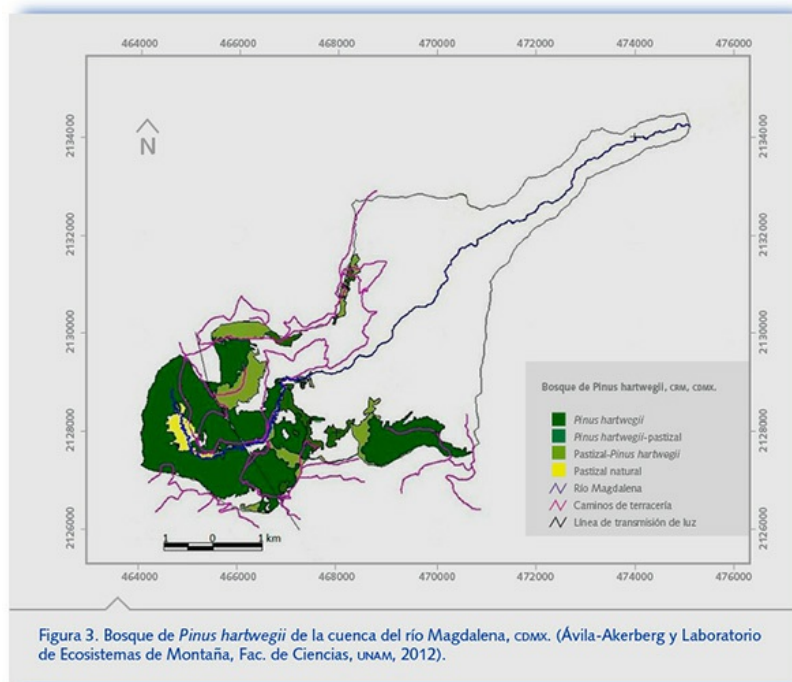 464000 466000 468000 470000 472000 474000 476000
2134000 2134000
N
2132000 2132000
2130000 2130000
Bosque de Pinus hartwegii, CRM, CDMX.
Pinus hartwegii
Pinus hartwegii-pastizal
2128000 2128000
Pastizal-Pinus hartwegii
Pastizal natural
Río Magdalena
Caminos de terracería
Línea de transmisión de luz
2126000 2126000
1 0 1 km
464000 466000 468000 470000 472000 474000 476000
Figura 3. Bosque de Pinus hartwegii de la cuenca del río Magdalena, CDMX. (Ávila-Akerberg y Laboratorio
de Ecosistemas de Montaña, Fac. de Ciencias, UNAM, 2012).